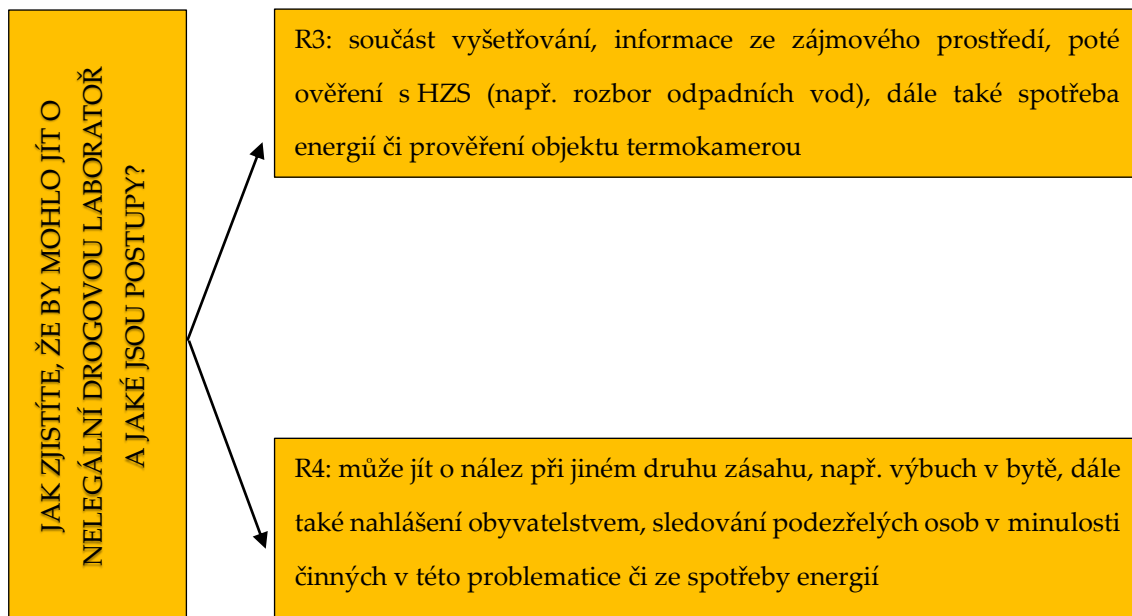 JAK ZJISTÍTE, ŽE BY MOHLO JÍT O
NELEGÁLNÍ DROGOVOU LABORATOŘ
A JAKÉ JSOU POSTUPY?
R3: součást vyšetřování, informace ze zájmového prostředí, poté
ověření s HZS (např. rozbor odpadních vod), dále také spotřeba
energií či prověření objektu termokamerou
R4: může jít o nález při jiném druhu zásahu, např. výbuch v bytě, dále
také nahlášení obyvatelstvem, sledování podezřelých osob v minulosti
činných v této problematice či ze spotřeby energií